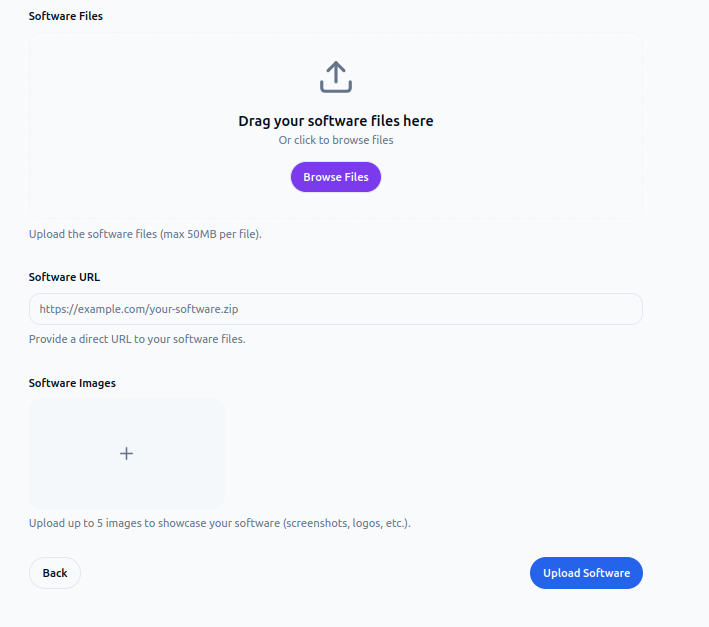 Software Files
Drag your software files here
Or click to browse files
Browse Files
Upload the software files (max 50MB per file).
Software URL
https://example.com/your-software.zip
Provide a direct URL to your software files.
Software Images
+
Upload up to 5 images to showcase your software (screenshots, logos, etc.).
Back
Upload Software